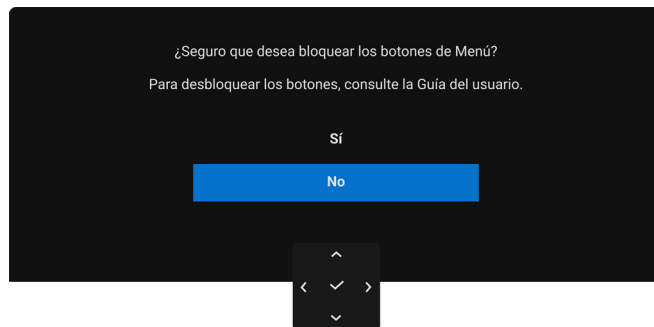 ¿Seguro que desea bloquear los botones de Menú?
Para desbloquear los botones, consulte la Guía del usuario.
Sí
No